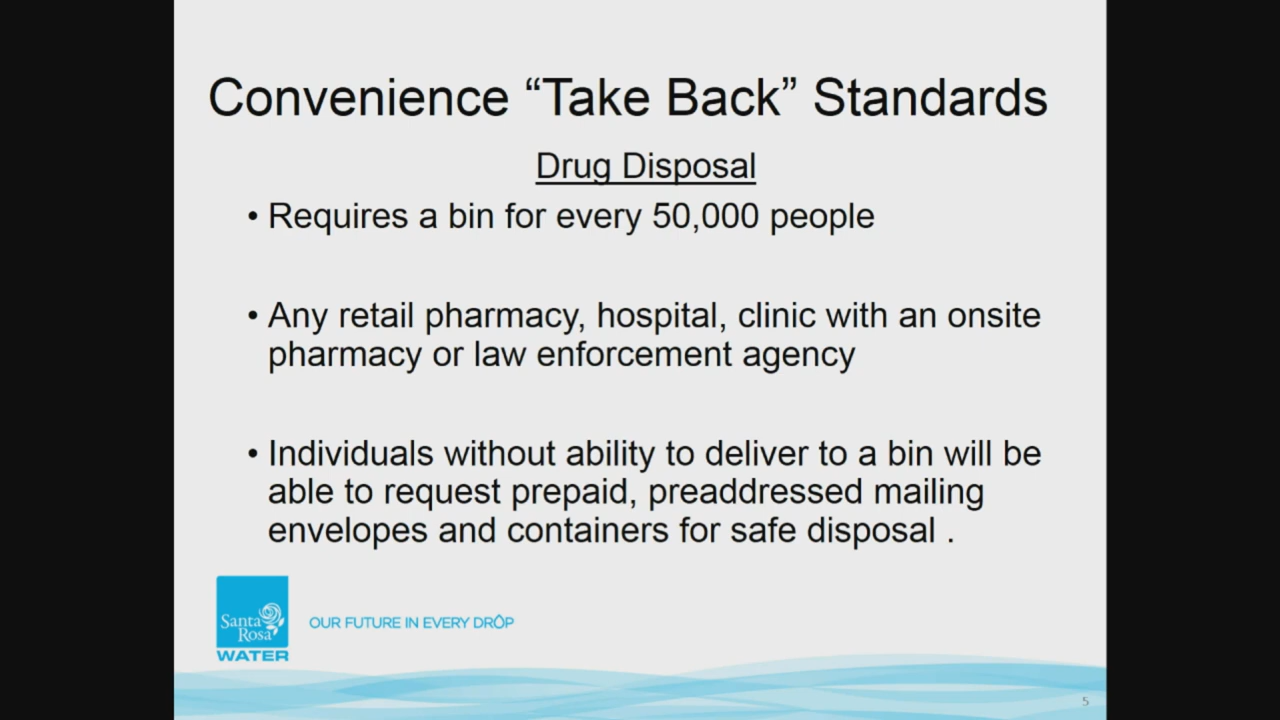 Convenience “Take Back” Standards
Drug Disposal
• Requires a bin for every 50,000 people
• Any retail pharmacy, hospital, clinic with an onsite
pharmacy or law enforcement agency
• Individuals without ability to deliver to a bin will be
able to request prepaid, preaddressed mailing
envelopes and containers for safe disposal .
Santa
Rosa
WATER
OUR FUTURE IN EVERY DRÔP
5